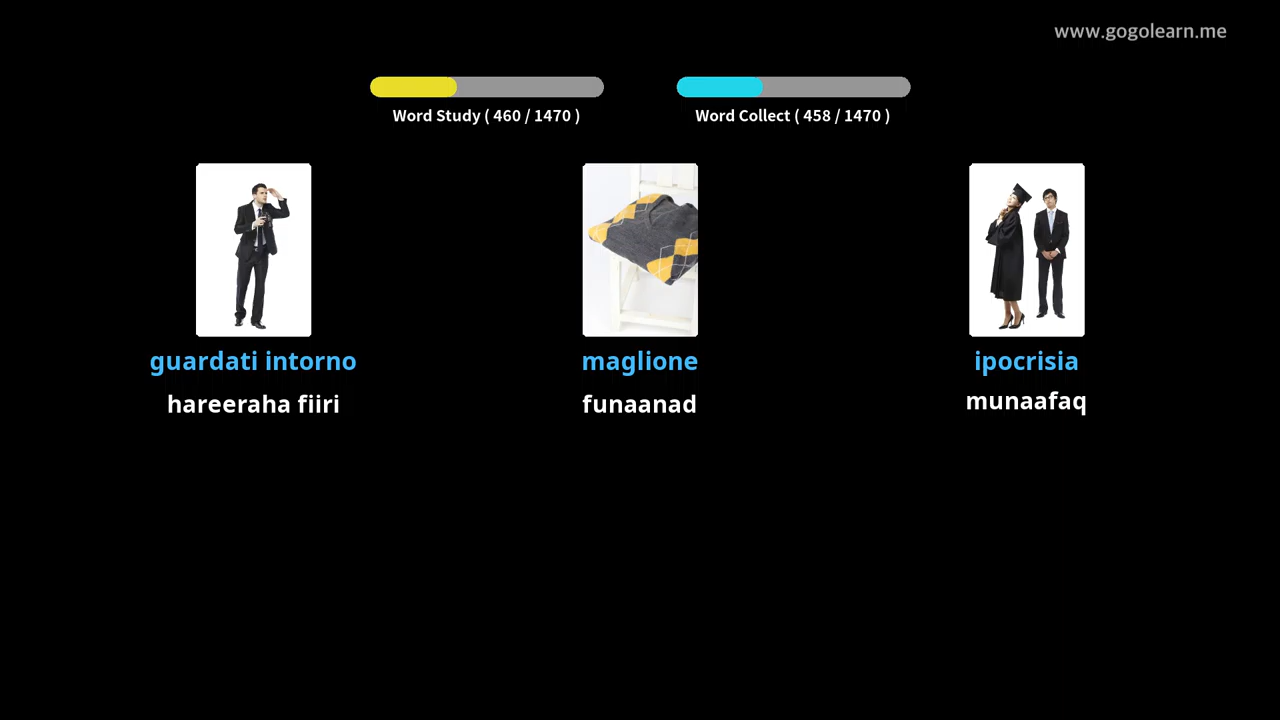 www.gogolearn.me
Word Study ( 460 / 1470 )
Word Collect ( 458 / 1470 )
guardati intorno
hareeraha fiiri
maglione
funaanad
ipocrisia
munaafaq